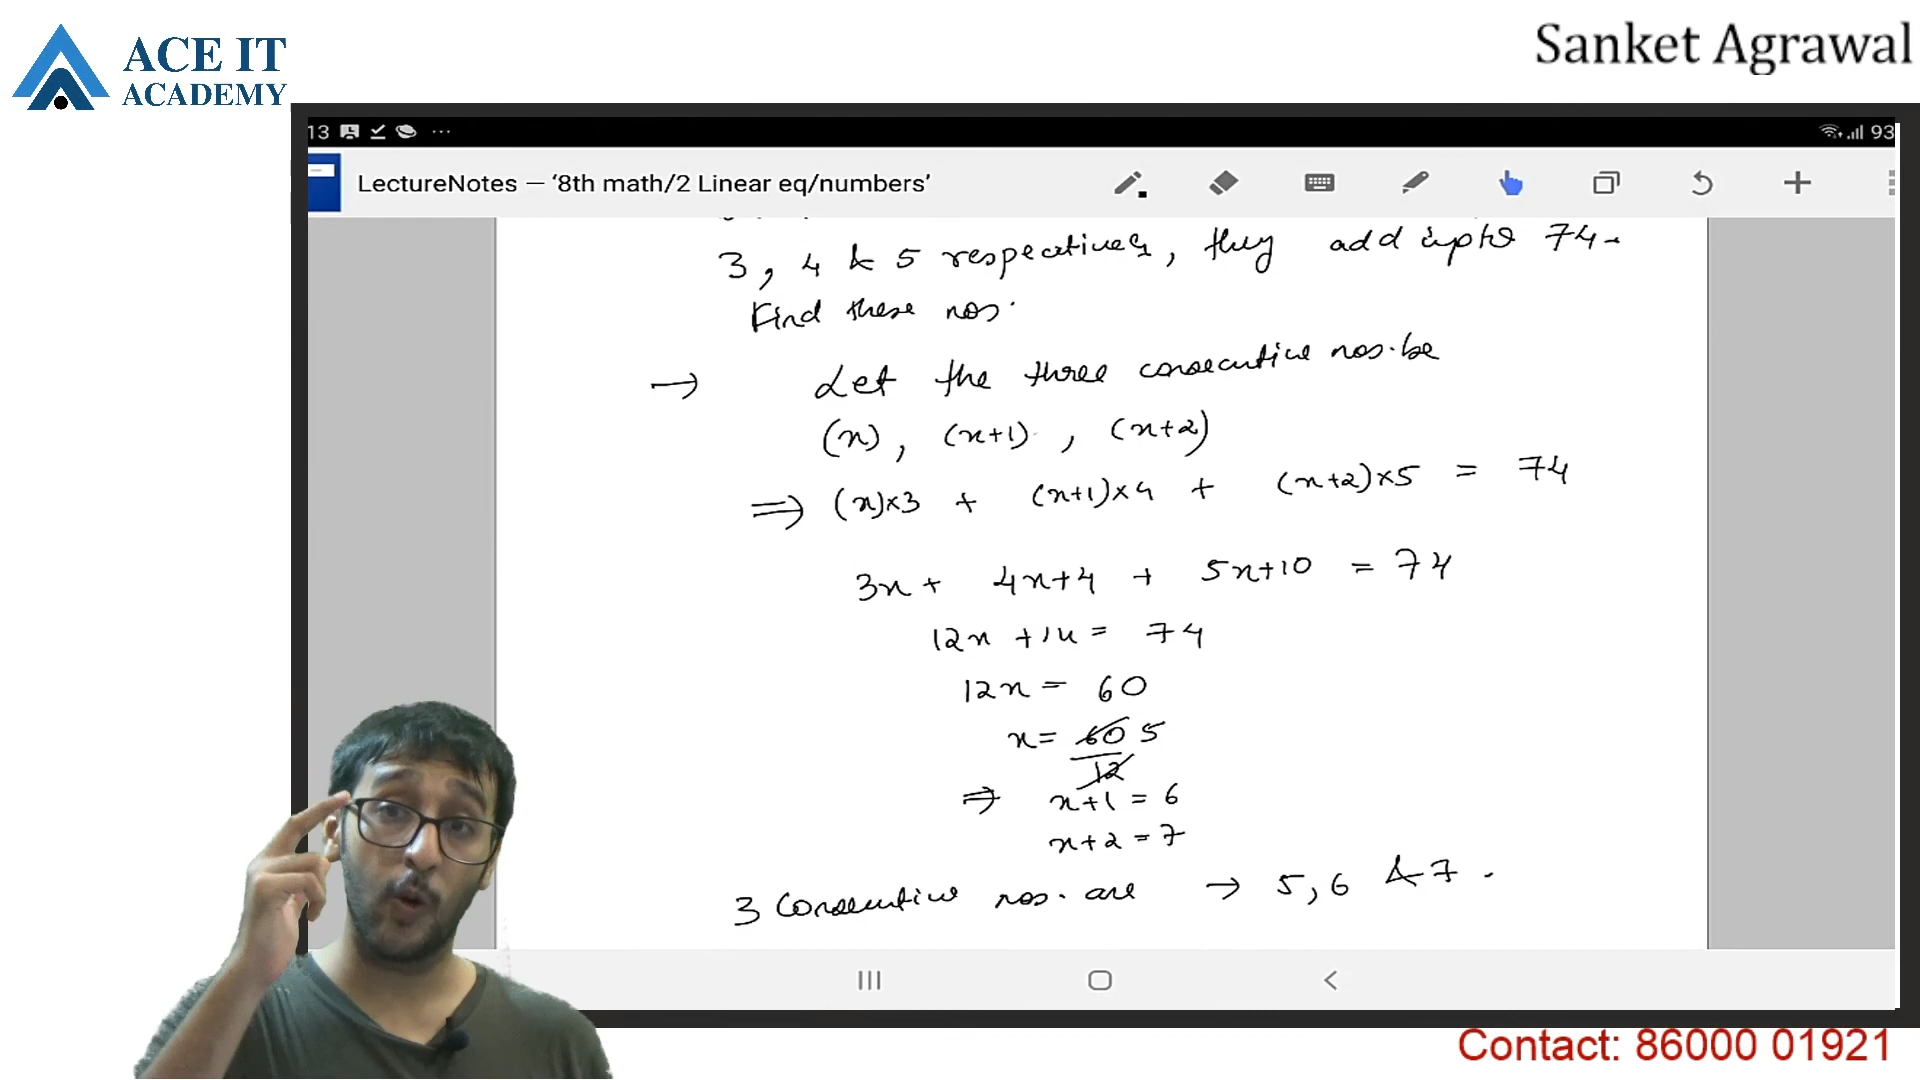 ACE IT
ACADEMY
Sanket Agrawal
13 ... 93
LectureNotes — ‘8th math/2 Linear eq/numbers’
3, 4 & 5 respectively, they add upto 74.
Find these nos.
→ Let the three consecutive nos. be
(x), (x+1), (x+2)
⇒ (x)×3 + (x+1)×4 + (x+2)×5 = 74
3x + 4x+4 + 5x+10 = 74
12x + 14 = 74
12x = 60
x = 60 5
12
⇒ x+1 = 6
x+2 = 7
3 Consecutive nos. are → 5, 6 & 7.
Contact: 86000 01921